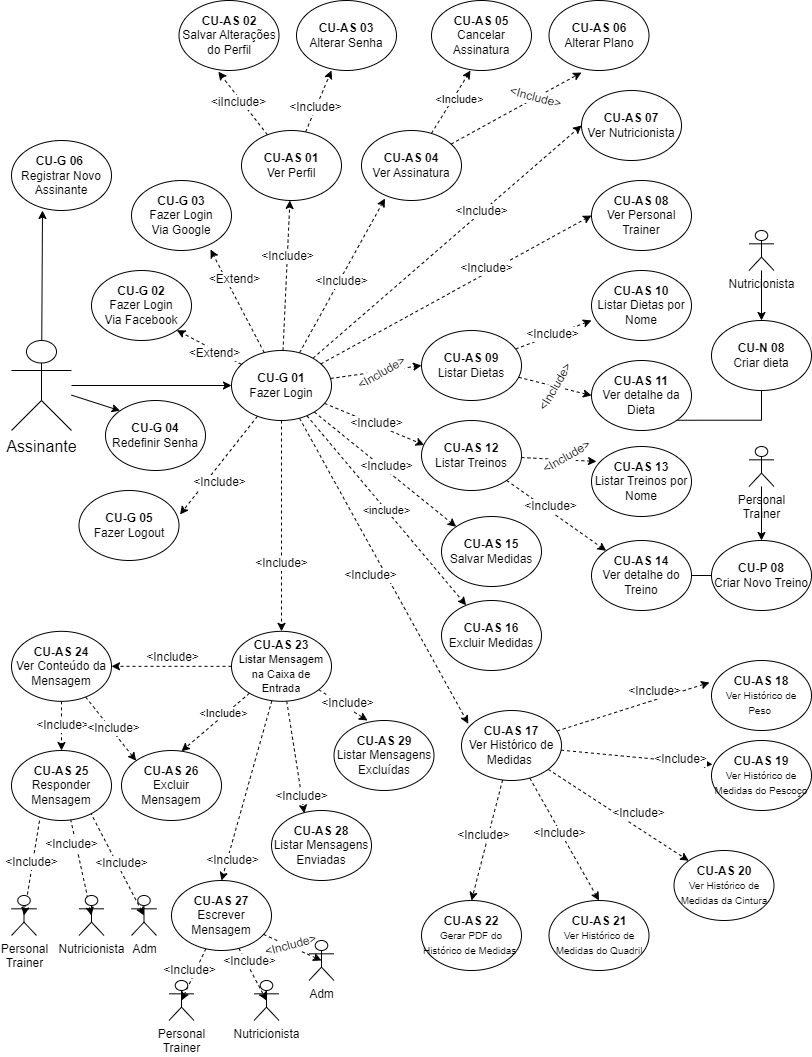 CU-AS 02
Salvar Alterações
do Perfil
CU-AS 03
Alterar Senha
CU-AS 05
Cancelar
Assinatura
CU-AS 06
Alterar Plano
<iInclude>
<Include>
<Include>
<Include>
CU-AS 07
Ver Nutricionista
CU-G 06
Registrar Novo
Assinante
CU-AS 01
Ver Perfil
CU-AS 04
Ver Assinatura
CU-G 03
Fazer Login
Via Google
<Include>
CU-AS 08
Ver Personal
Trainer
<Extend>
<Include>
<Include>
<Include>
Nutricionista
CU-G 02
Fazer Login
Via Facebook
CU-AS 10
Listar Dietas por
Nome
<Include>
<Extend>
CU-N 08
Criar dieta
CU-G 01
Fazer Login
<Include>
CU-AS 09
Listar Dietas
<Include>
CU-AS 11
Ver detalhe da
Dieta
Assinante
CU-G 04
Redefinir Senha
<Include>
CU-AS 12
Listar Treinos
<Include>
CU-AS 13
Listar Treinos por
Nome
Personal
Trainer
<Include>
<Include>
<Include>
<include>
CU-G 05
Fazer Logout
CU-AS 15
Salvar Medidas
<Include>
<Include>
CU-AS 14
Ver detalhe do
Treino
CU-P 08
Criar Novo Treino
CU-AS 16
Excluir Medidas
CU-AS 24
Ver Conteúdo da
Mensagem
<Include>
CU-AS 23
Listar Mensagem
na Caixa de
Entrada
<Include>
CU-AS 18
Ver Histórico de
Peso
<Include>
<Include>
<Include>
CU-AS 17
Ver Histórico de
Medidas
<Include>
CU-AS 19
Ver Histórico de
Medidas do Pescoço
CU-AS 25
Responder
Mensagem
CU-AS 26
Excluir
Mensagem
CU-AS 29
Listar Mensagens
Excluídas
<Include>
CU-AS 28
Listar Mensagens
Enviadas
<Include>
<Include>
<Include>
<Include>
<Include>
<Include>
<Include>
CU-AS 20
Ver Histórico de
Medidas da Cintura
Personal
Trainer
Nutricionista
Adm
CU-AS 27
Escrever
Mensagem
CU-AS 22
Gerar PDF do
Histórico de Medidas
CU-AS 21
Ver Histórico de
Medidas do Quadril
<Include>
<Include>
<Include>
Adm
Personal
Trainer
Nutricionista